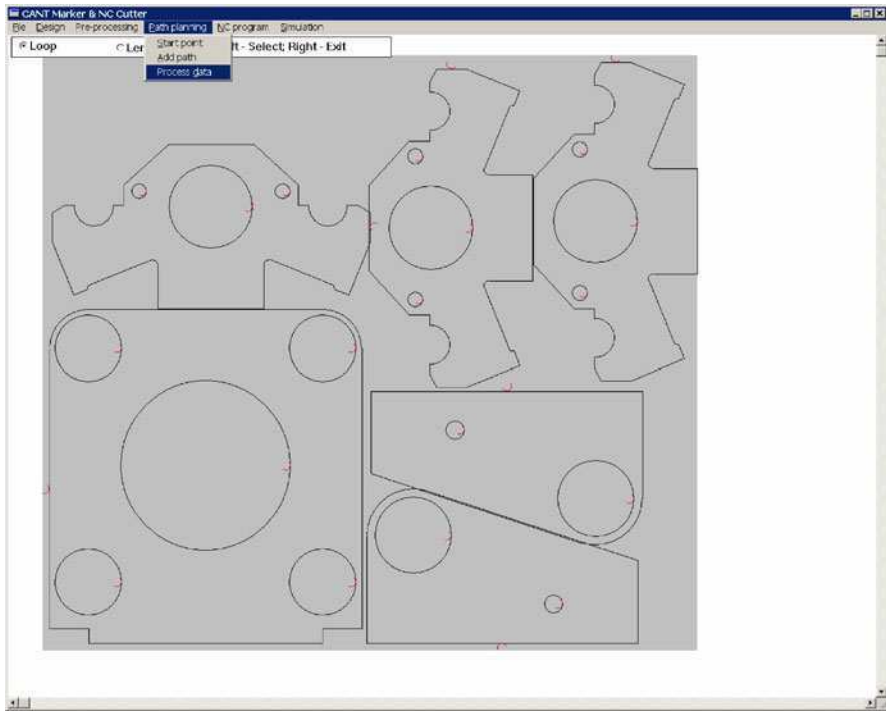 CANT Marker & NC Cutter
File Design Pre-processing Path planning NC program Simulation
Loop Ler ft - Select; Right - Exit
Start point
Add path
Process data